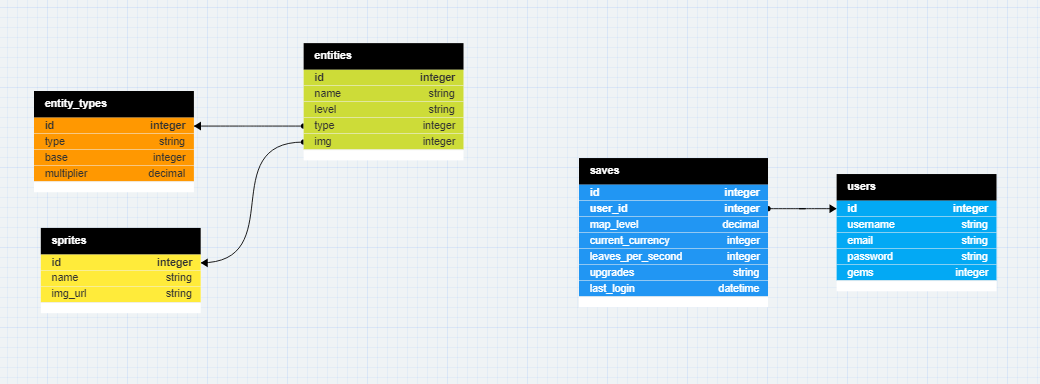 entities
id integer
name string
level string
type integer
img integer
entity_types
id integer
type string
base integer
multiplier decimal
sprites
id integer
name string
img_url string
saves
id integer
user_id integer
map_level decimal
current_currency integer
leaves_per_second integer
upgrades string
last_login datetime
users
id integer
username string
email string
password string
gems integer